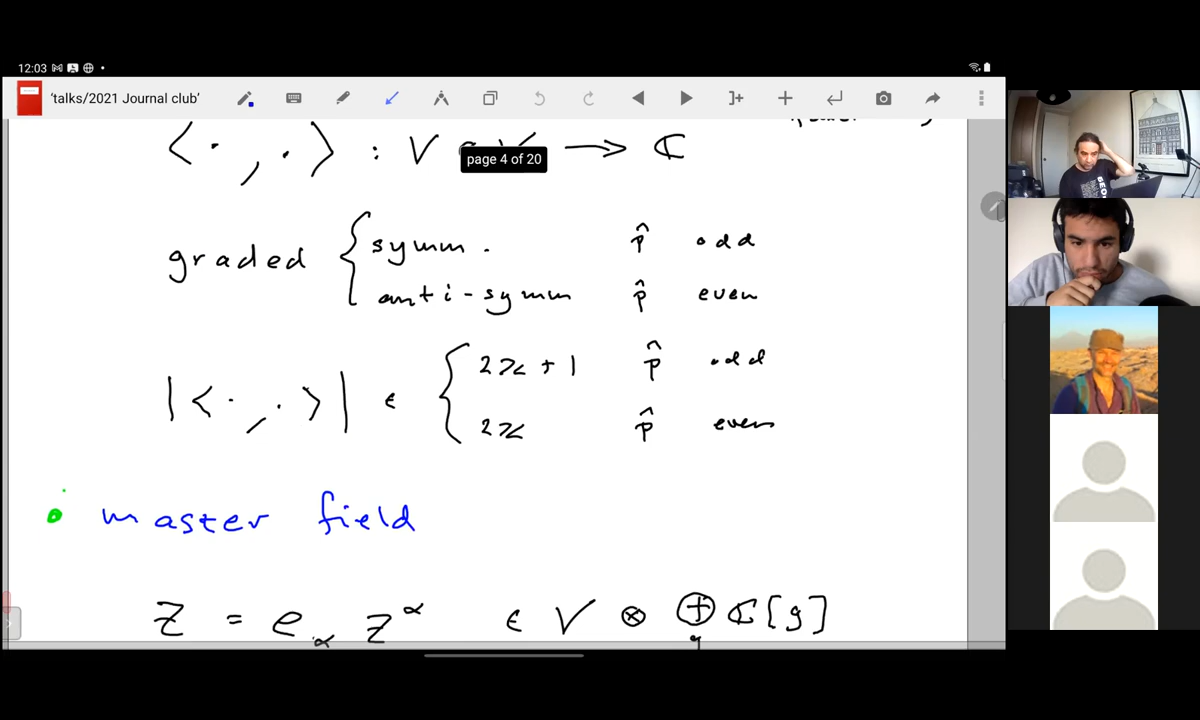 12:03
'talks/2021 Journal club'
⟨·,·⟩ : V ⊗ V → ℂ
page 4 of 20
graded { symm. p̂ odd
anti-symm p̂ even
|<·,·>| ∈ { 2ℤ+1 p̂ odd
2ℤ p̂ even
• master field
Z = e_α z^α ∈ V ⊗ ⊕_g ℂ[g]